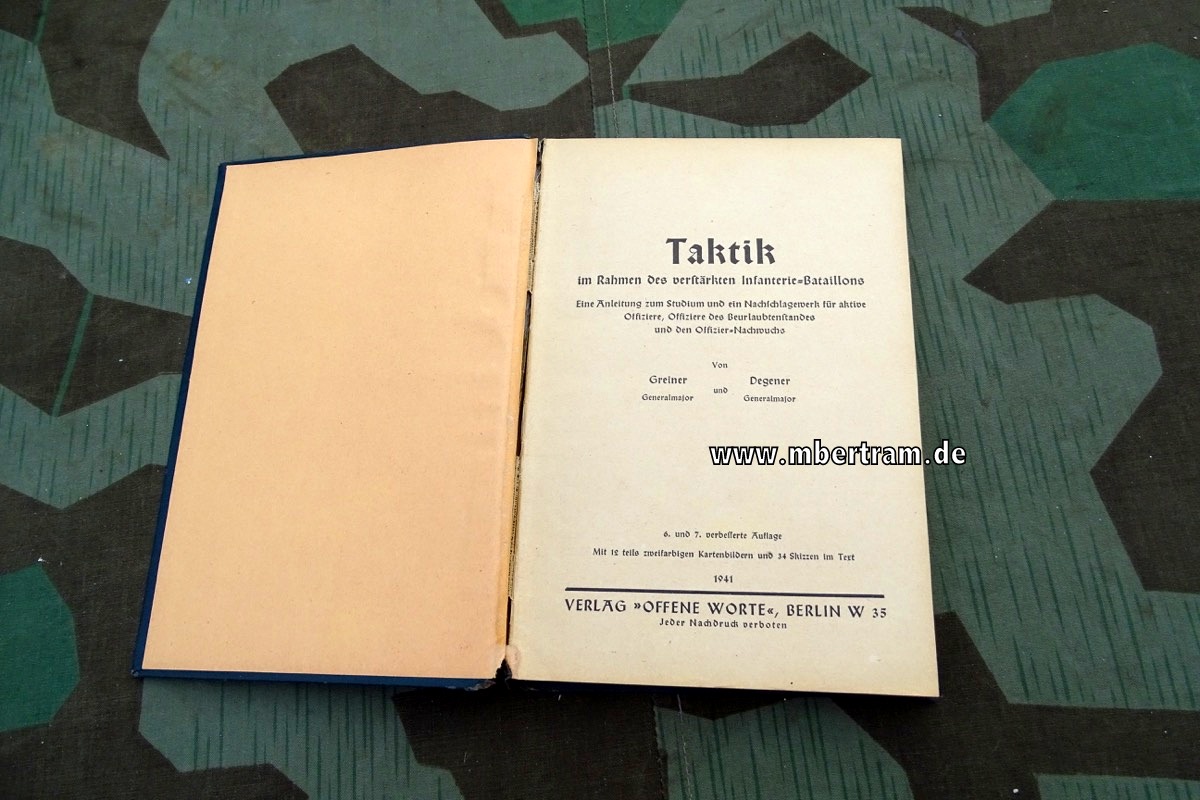 Taktik
im Rahmen des verſtärkten Infanterie-Bataillons
Eine Anleitung zum Studium und ein Nachſchlagewerk für aktive
Offiziere, Offiziere des Beurlaubtenſtandes
und den Offizier-Nachwuchs
Von
Greiner und Degener
Generalmajor Generalmajor
www.mbertram.de
6. und 7. verbeſſerte Auflage
Mit 12 teils zweifarbigen Kartenbildern und 34 Skizzen im Text
1941
VERLAG »OFFENE WORTE«, BERLIN W 35
Jeder Nachdruck verboten